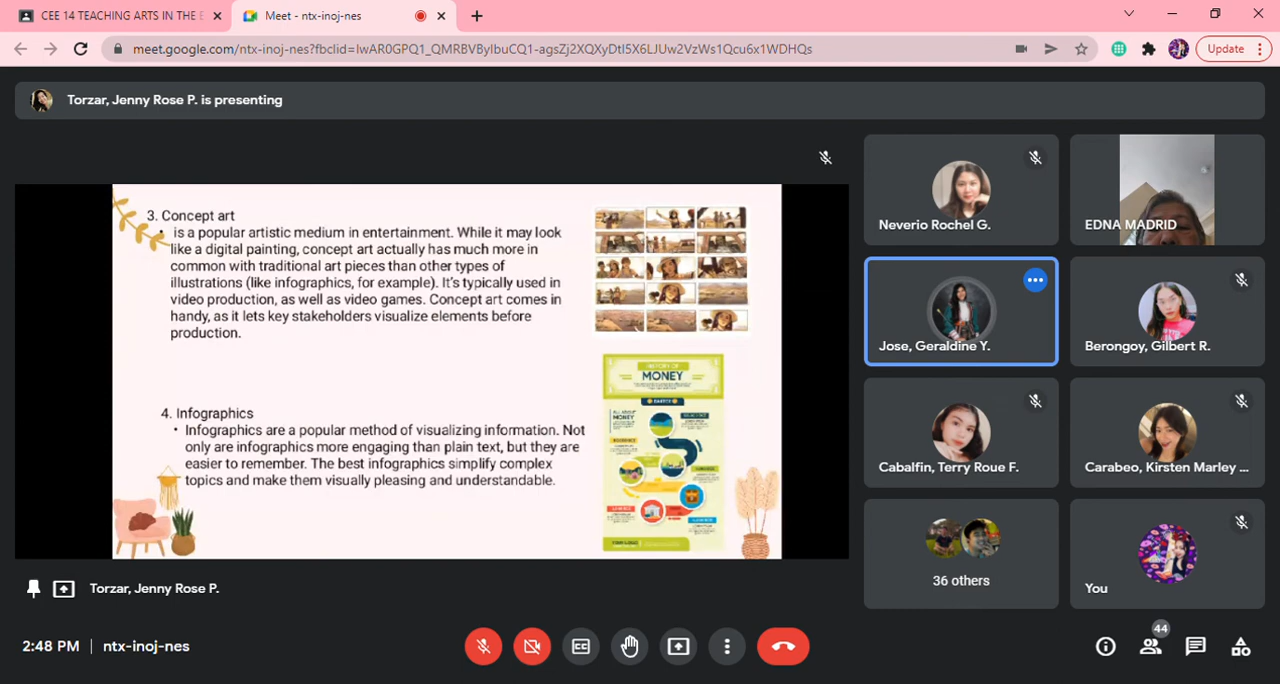 CEE 14 TEACHING ARTS IN THE E
Meet - ntx-inoj-nes
meet.google.com/ntx-inoj-nes?fbclid=IwAR0GPQ1_QMRBVByIbuCQ1-agsZj2XQXyDtI5X6LJUw2VzWs1Qcu6x1WDHQs
Update
Torzar, Jenny Rose P. is presenting
3. Concept art
• is a popular artistic medium in entertainment. While it may look
like a digital painting, concept art actually has much more in
common with traditional art pieces than other types of
illustrations (like infographics, for example). It's typically used in
video production, as well as video games. Concept art comes in
handy, as it lets key stakeholders visualize elements before
production.
4. Infographics
• Infographics are a popular method of visualizing information. Not
only are infographics more engaging than plain text, but they are
easier to remember. The best infographics simplify complex
topics and make them visually pleasing and understandable.
HISTORY OF
MONEY
BARTER
ALL ABOUT
MONEY
Neverio Rochel G.
EDNA MADRID
Jose, Geraldine Y.
Berongoy, Gilbert R.
Cabalfin, Terry Roue F.
Carabeo, Kirsten Marley ...
36 others
You
Torzar, Jenny Rose P.
2:48 PM | ntx-inoj-nes
44